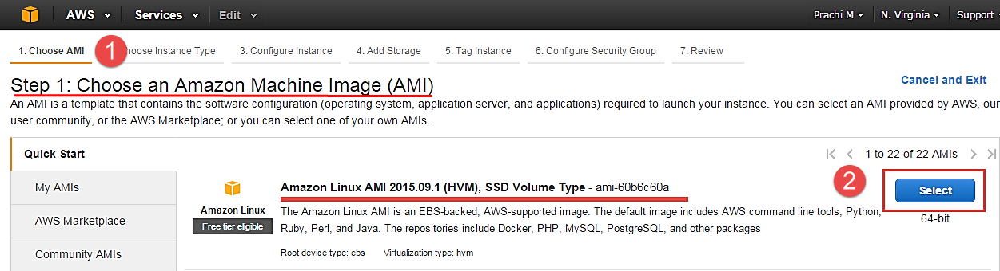 AWS Services Edit Prachi M N. Virginia Support
1. Choose AMI 1 hoose Instance Type 3. Configure Instance 4. Add Storage 5. Tag Instance 6. Configure Security Group 7. Review
Step 1: Choose an Amazon Machine Image (AMI)
Cancel and Exit
An AMI is a template that contains the software configuration (operating system, application server, and applications) required to launch your instance. You can select an AMI provided by AWS, our
user community, or the AWS Marketplace; or you can select one of your own AMIs.
Quick Start
My AMIs
AWS Marketplace
Community AMIs
1 to 22 of 22 AMIs
Amazon Linux
Free tier eligible
Amazon Linux AMI 2015.09.1 (HVM), SSD Volume Type - ami-60b6c60a
The Amazon Linux AMI is an EBS-backed, AWS-supported image. The default image includes AWS command line tools, Python,
Ruby, Perl, and Java. The repositories include Docker, PHP, MySQL, PostgreSQL, and other packages
Root device type: ebs Virtualization type: hvm
2
Select
64-bit